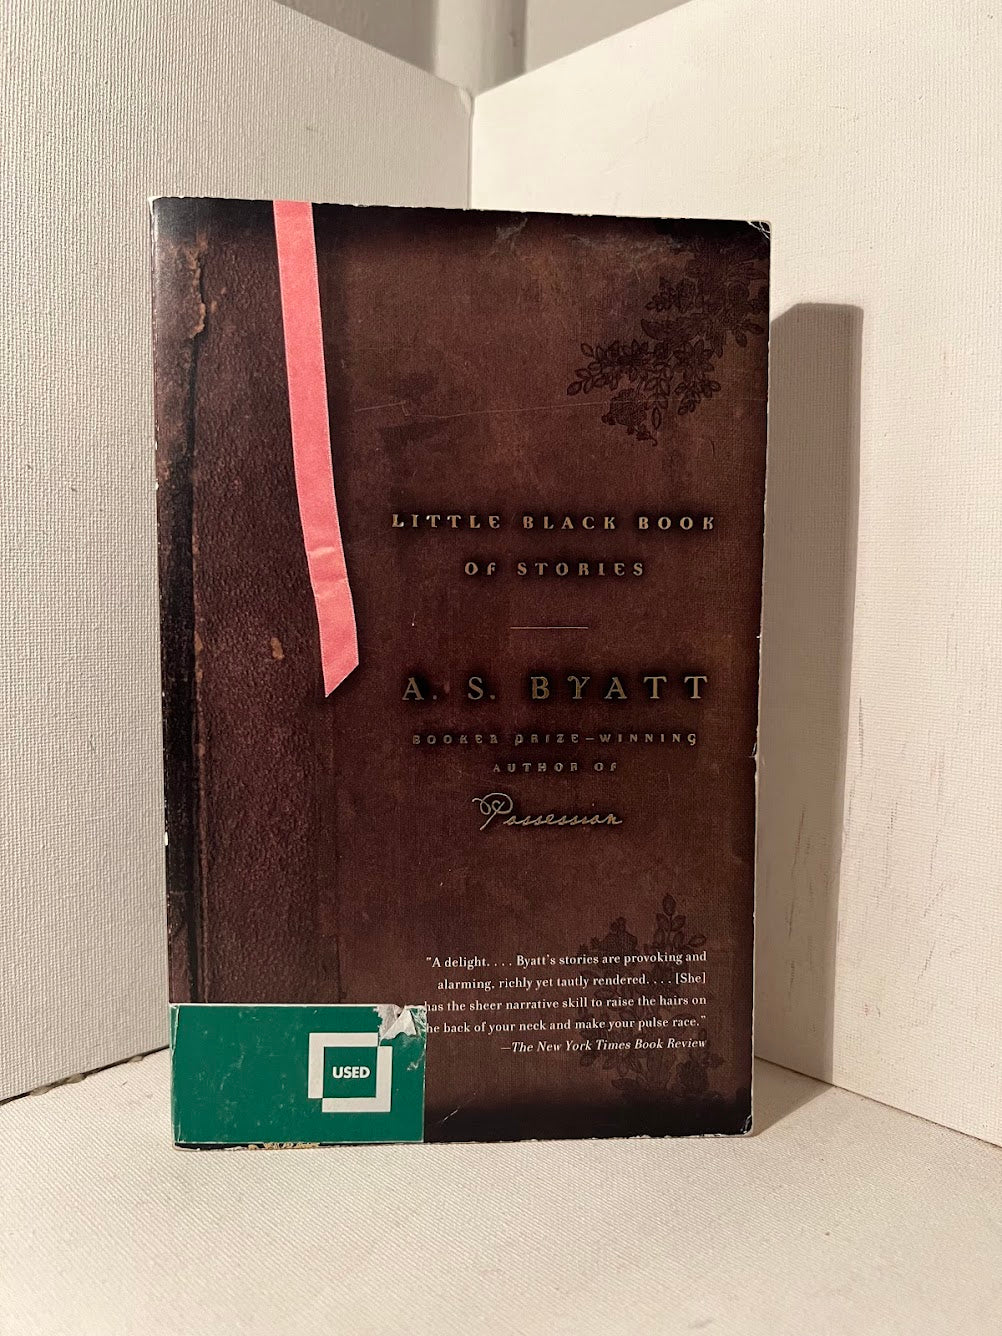 LITTLE BLACK BOOK
OF STORIES
A. S. BYATT
BOOKER PRIZE–WINNING
AUTHOR OF
Possession
"A delight. . . . Byatt's stories are provoking and
alarming, richly yet tautly rendered. . . . [She]
has the sheer narrative skill to raise the hairs on
he back of your neck and make your pulse race."
—The New York Times Book Review
USED